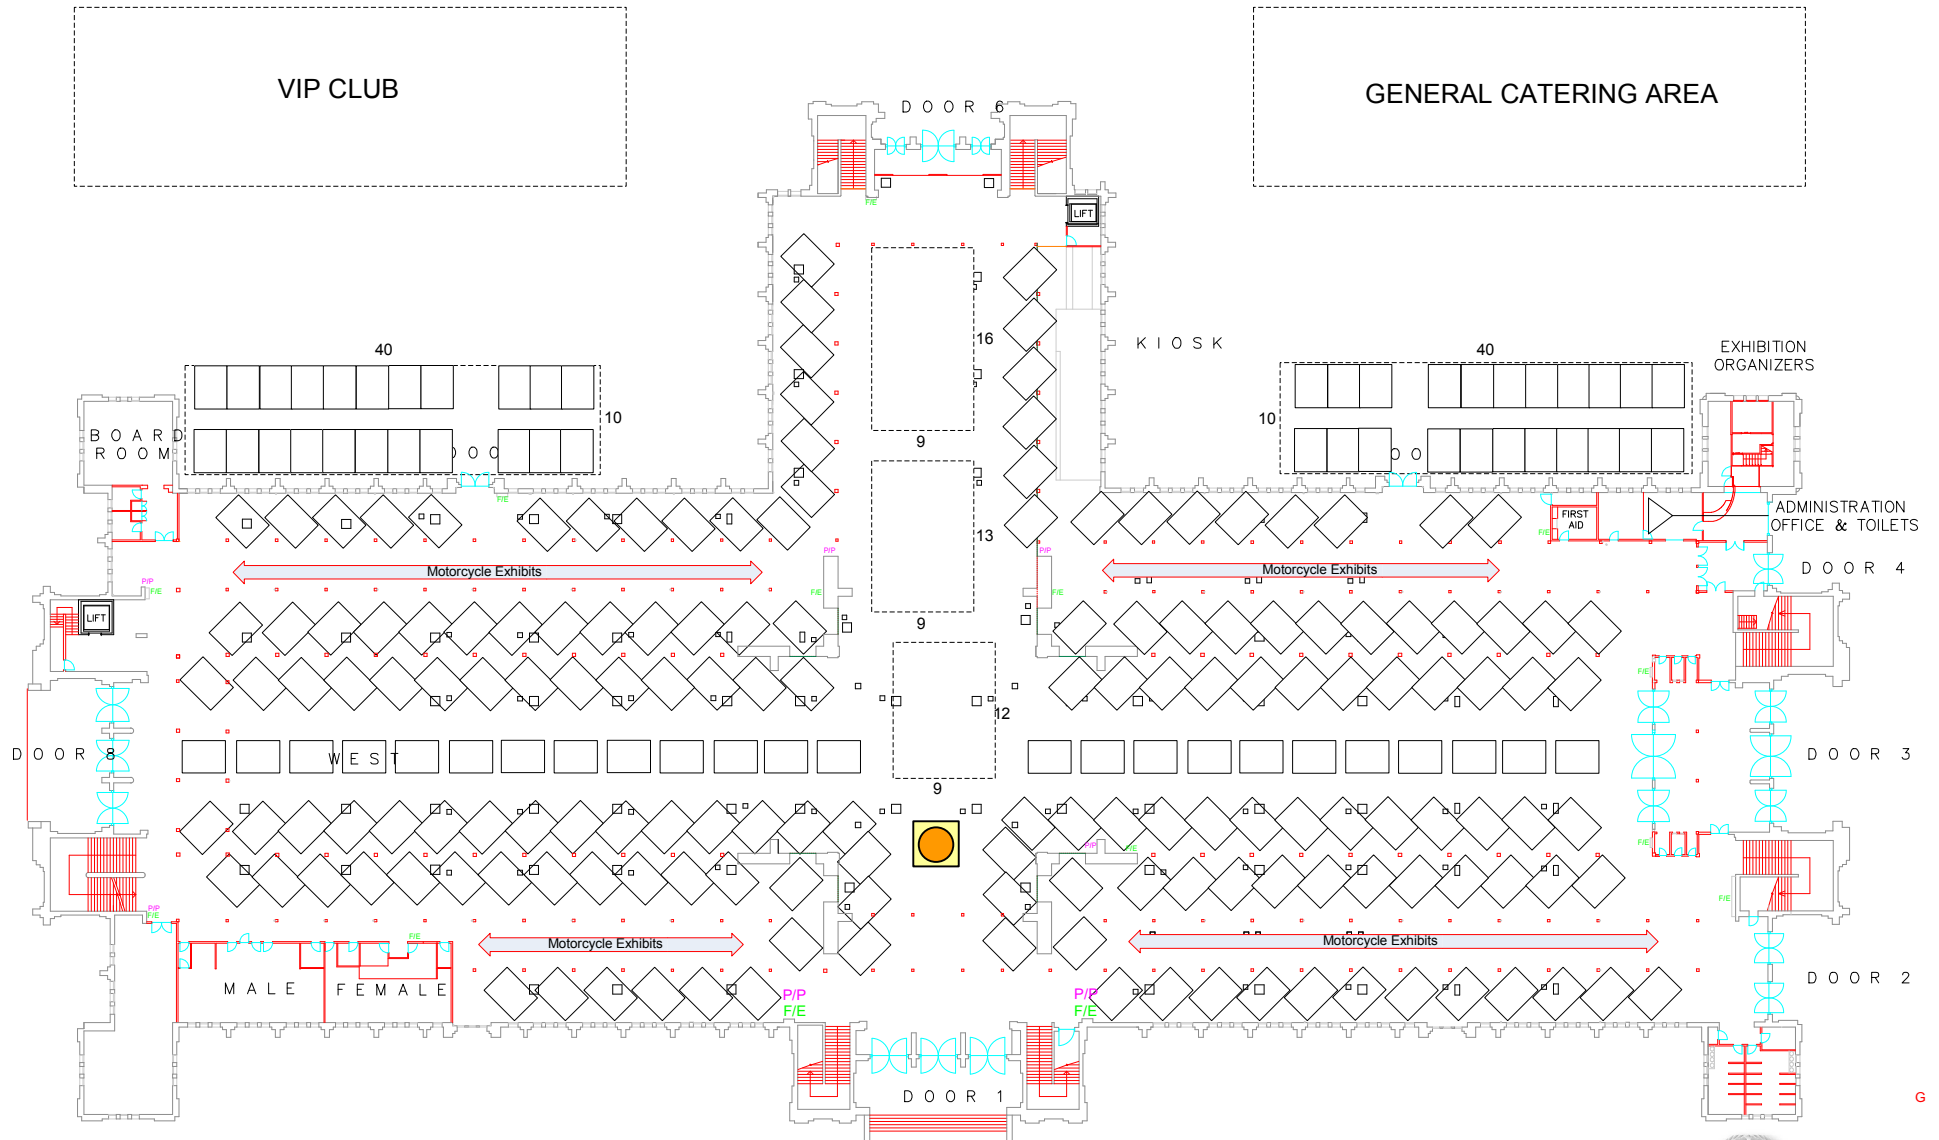 VIP CLUB
GENERAL CATERING AREA
DOOR 6
F/E
LIFT
16
KIOSK
40
40
EXHIBITION
ORGANIZERS
10
10
9
BOARD
ROOM
F/E
13
FIRST
AID
F/E
ADMINISTRATION
OFFICE & TOILETS
P/P
P/P
Motorcycle Exhibits
Motorcycle Exhibits
DOOR 4
P/P
F/E
F/E
F/E
LIFT
9
F/E
12
DOOR 8
WEST
DOOR 3
9
P/P
F/E
F/E
F/E
P/P
F/E
F/E
Motorcycle Exhibits
Motorcycle Exhibits
MALE
FEMALE
DOOR 2
P/P
F/E
P/P
F/E
DOOR 1
G